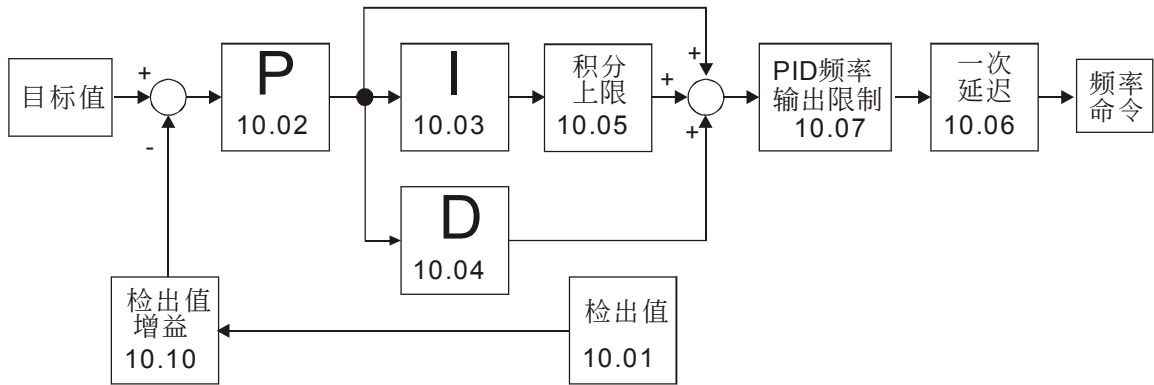 目标值
+
-
P
10.02
I
10.03
积分
上限
10.05
+
+
+
PID频率
输出限制
10.07
一次
延迟
10.06
频率
命令
D
10.04
检出值
增益
10.10
检出值
10.01